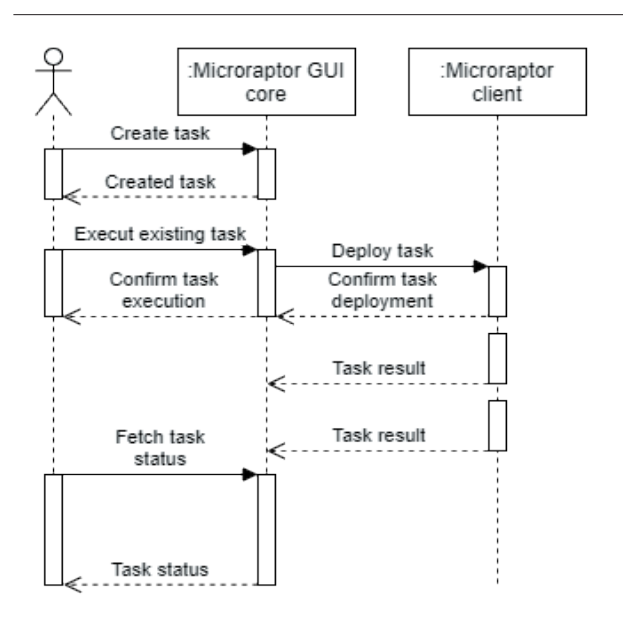 :Microraptor GUI
core
:Microraptor
client
Create task
Created task
Execut existing task
Deploy task
Confirm task
execution
Confirm task
deployment
Task result
Task result
Fetch task
status
Task status